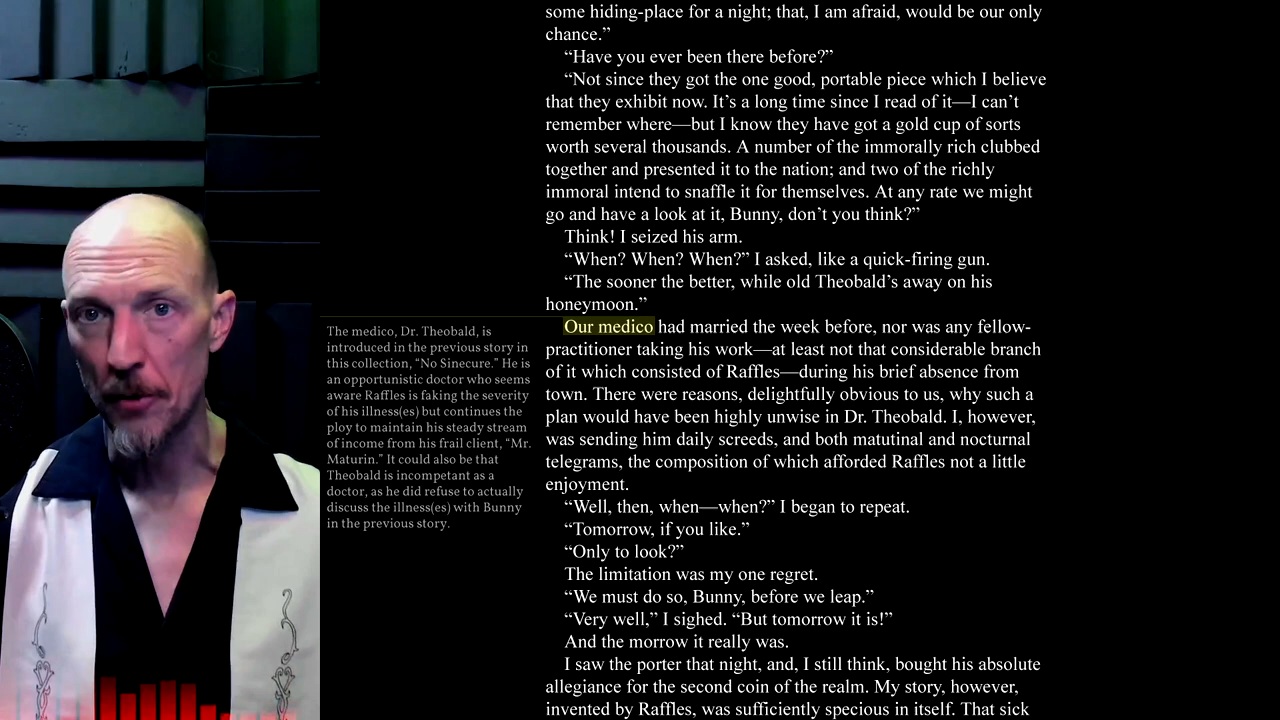 some hiding-place for a night; that, I am afraid, would be our only
chance.”
“Have you ever been there before?”
“Not since they got the one good, portable piece which I believe
that they exhibit now. It’s a long time since I read of it—I can’t
remember where—but I know they have got a gold cup of sorts
worth several thousands. A number of the immorally rich clubbed
together and presented it to the nation; and two of the richly
immoral intend to snaffle it for themselves. At any rate we might
go and have a look at it, Bunny, don’t you think?”
Think! I seized his arm.
“When? When? When?” I asked, like a quick-firing gun.
“The sooner the better, while old Theobald’s away on his
honeymoon.”
Our medico had married the week before, nor was any fellow-
practitioner taking his work—at least not that considerable branch
of it which consisted of Raffles—during his brief absence from
town. There were reasons, delightfully obvious to us, why such a
plan would have been highly unwise in Dr. Theobald. I, however,
was sending him daily screeds, and both matutinal and nocturnal
telegrams, the composition of which afforded Raffles not a little
enjoyment.
“Well, then, when—when?” I began to repeat.
“Tomorrow, if you like.”
“Only to look?”
The limitation was my one regret.
“We must do so, Bunny, before we leap.”
“Very well,” I sighed. “But tomorrow it is!”
And the morrow it really was.
I saw the porter that night, and, I still think, bought his absolute
allegiance for the second coin of the realm. My story, however,
invented by Raffles, was sufficiently specious in itself. That sick
The medico, Dr. Theobald, is
introduced in the previous story in
this collection, “No Sinecure.” He is
an opportunistic doctor who seems
aware Raffles is faking the severity
of his illness(es) but continues the
ploy to maintain his steady stream
of income from his frail client, “Mr.
Maturin.” It could also be that
Theobald is incompetant as a
doctor, as he did refuse to actually
discuss the illness(es) with Bunny
in the previous story.